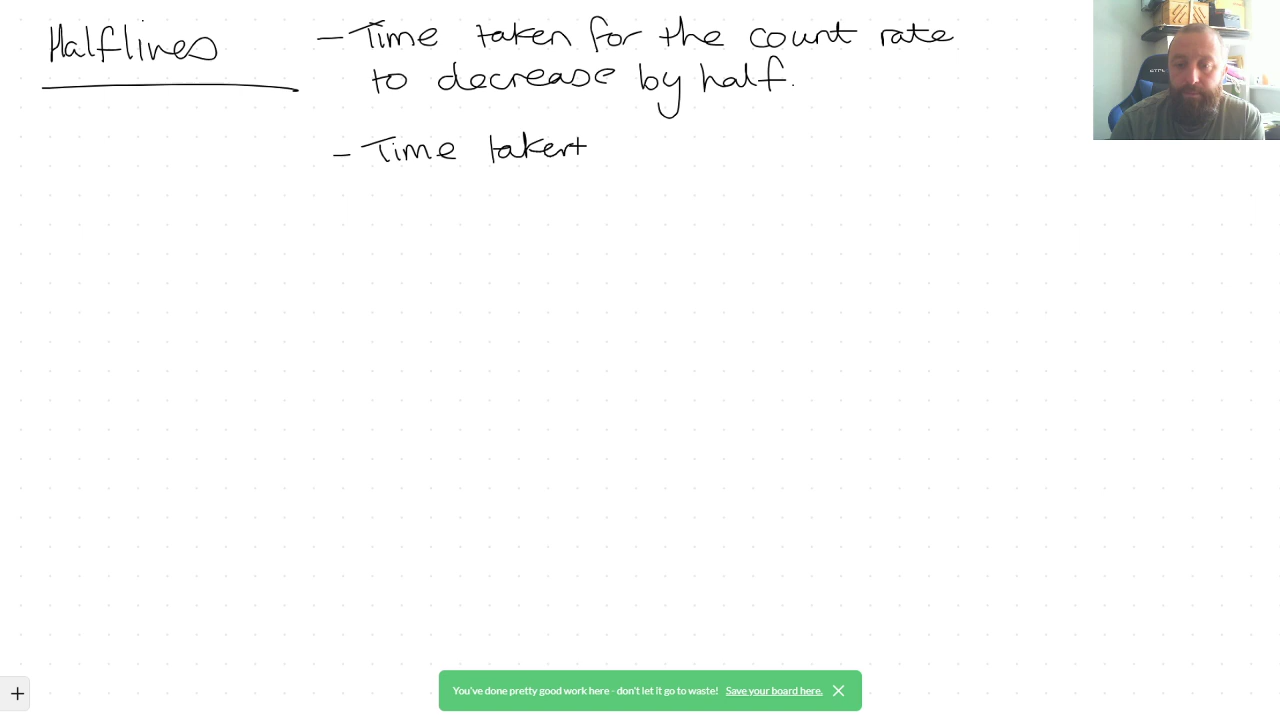 Halflives
- Time taken for the count rate
to decrease by half.
- Time taken
You've done pretty good work here - don't let it go to waste! Save your board here.